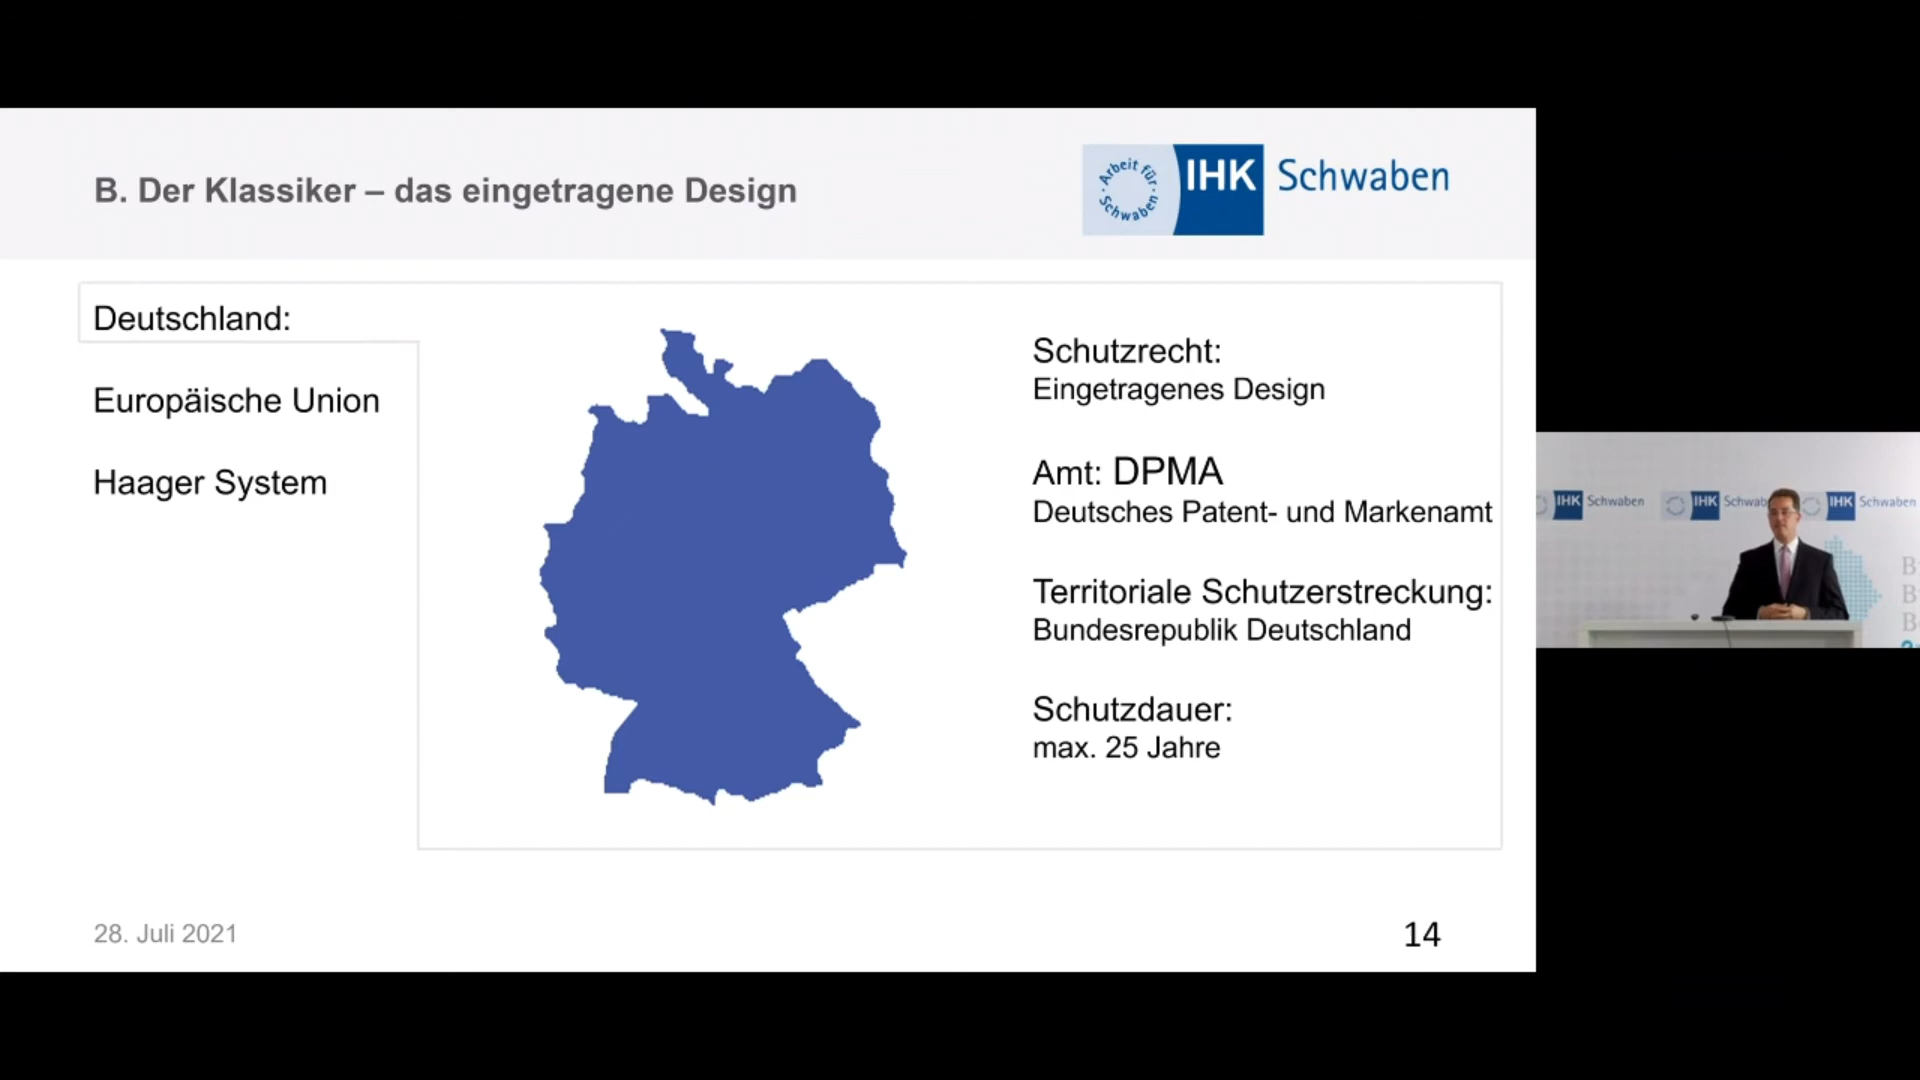 B. Der Klassiker – das eingetragene Design
Arbeit für Schwaben
IHK Schwaben
Deutschland:
Europäische Union
Haager System
Schutzrecht:
Eingetragenes Design
Amt: DPMA
Deutsches Patent- und Markenamt
Territoriale Schutzerstreckung:
Bundesrepublik Deutschland
Schutzdauer:
max. 25 Jahre
28. Juli 2021
14
IHK Schwaben
IHK Schwab
IHK Schwaben